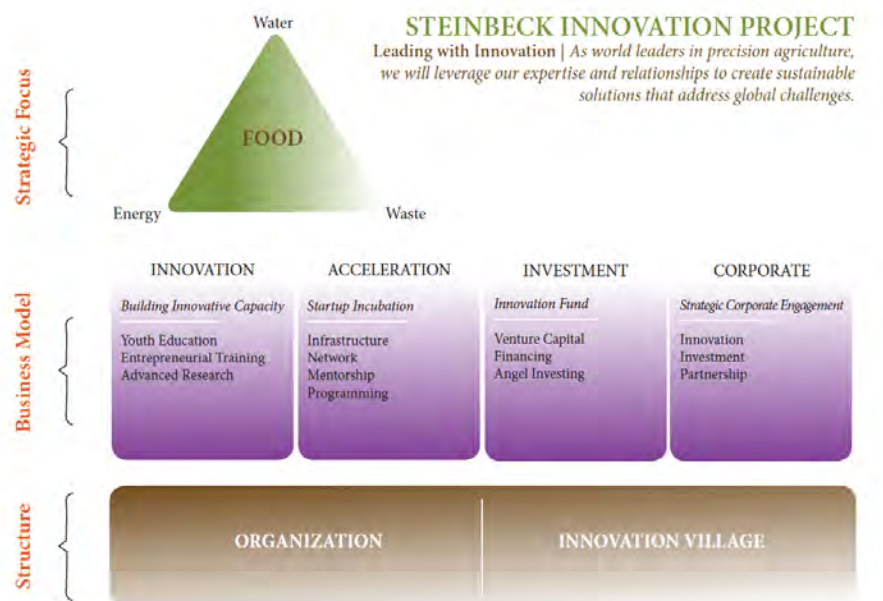 STEINBECK INNOVATION PROJECT
Leading with Innovation | As world leaders in precision agriculture,
we will leverage our expertise and relationships to create sustainable
solutions that address global challenges.
Strategic Focus
Water
FOOD
Energy
Waste
Business Model
INNOVATION
Building Innovative Capacity
Youth Education
Entrepreneurial Training
Advanced Research
ACCELERATION
Startup Incubation
Infrastructure
Network
Mentorship
Programming
INVESTMENT
Innovation Fund
Venture Capital
Financing
Angel Investing
CORPORATE
Strategic Corporate Engagement
Innovation
Investment
Partnership
Structure
ORGANIZATION
INNOVATION VILLAGE